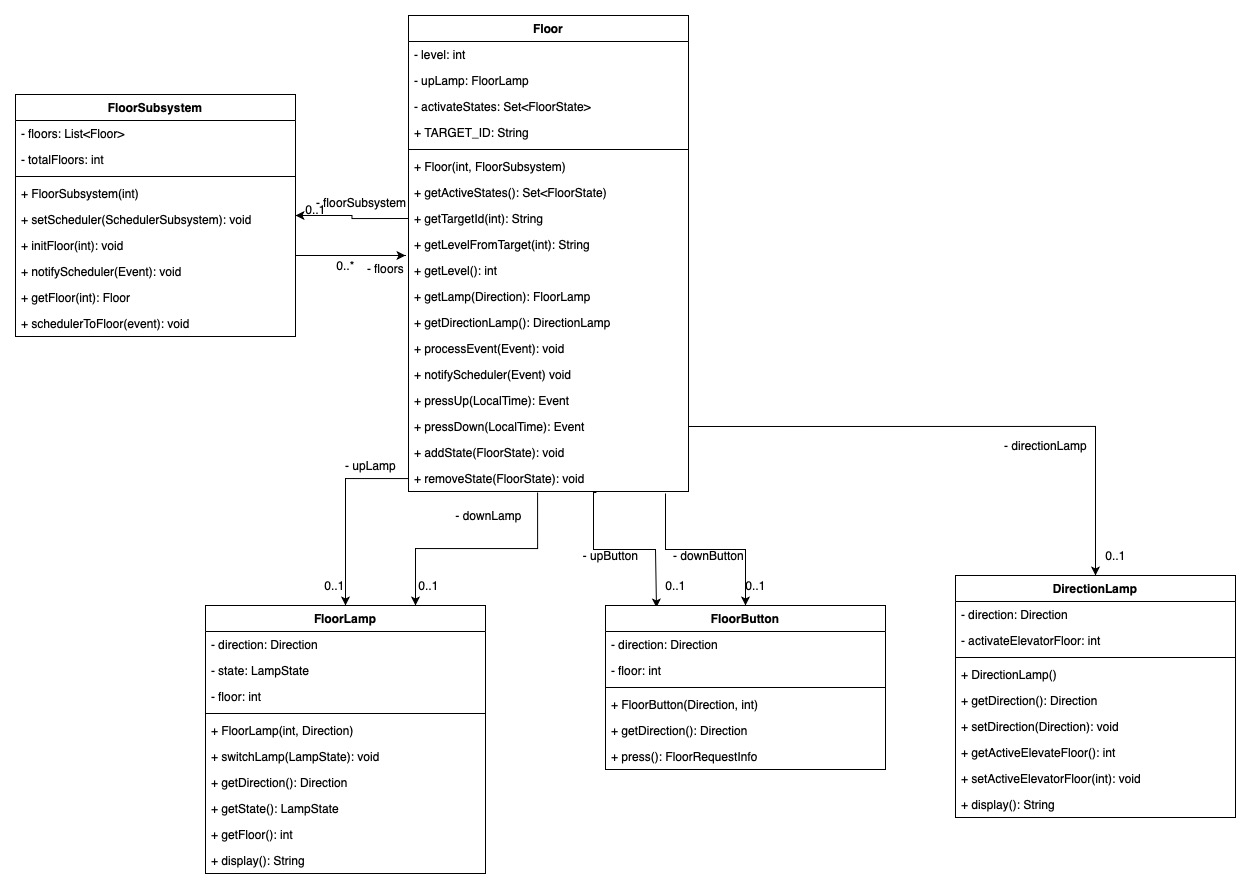 Floor
- level: int
- upLamp: FloorLamp
- activateStates: Set<FloorState>
+ TARGET_ID: String
+ Floor(int, FloorSubsystem)
+ getActiveStates(): Set<FloorState)
+ getTargetId(int): String
+ getLevelFromTarget(int): String
+ getLevel(): int
+ getLamp(Direction): FloorLamp
+ getDirectionLamp(): DirectionLamp
+ processEvent(Event): void
+ notifyScheduler(Event) void
+ pressUp(LocalTime): Event
+ pressDown(LocalTime): Event
+ addState(FloorState): void
+ removeState(FloorState): void
FloorSubsystem
- floors: List<Floor>
- totalFloors: int
+ FloorSubsystem(int)
+ setScheduler(SchedulerSubsystem): void
+ initFloor(int): void
+ notifyScheduler(Event): void
+ getFloor(int): Floor
+ schedulerToFloor(event): void
- floorSubsystem
0..1
0..*
- floors
- upLamp
0..1
- downLamp
0..1
- upButton
0..1
- downButton
0..1
- directionLamp
0..1
FloorLamp
- direction: Direction
- state: LampState
- floor: int
+ FloorLamp(int, Direction)
+ switchLamp(LampState): void
+ getDirection(): Direction
+ getState(): LampState
+ getFloor(): int
+ display(): String
FloorButton
- direction: Direction
- floor: int
+ FloorButton(Direction, int)
+ getDirection(): Direction
+ press(): FloorRequestInfo
DirectionLamp
- direction: Direction
- activateElevatorFloor: int
+ DirectionLamp()
+ getDirection(): Direction
+ setDirection(Direction): void
+ getActiveElevateFloor(): int
+ setActiveElevatorFloor(int): void
+ display(): String